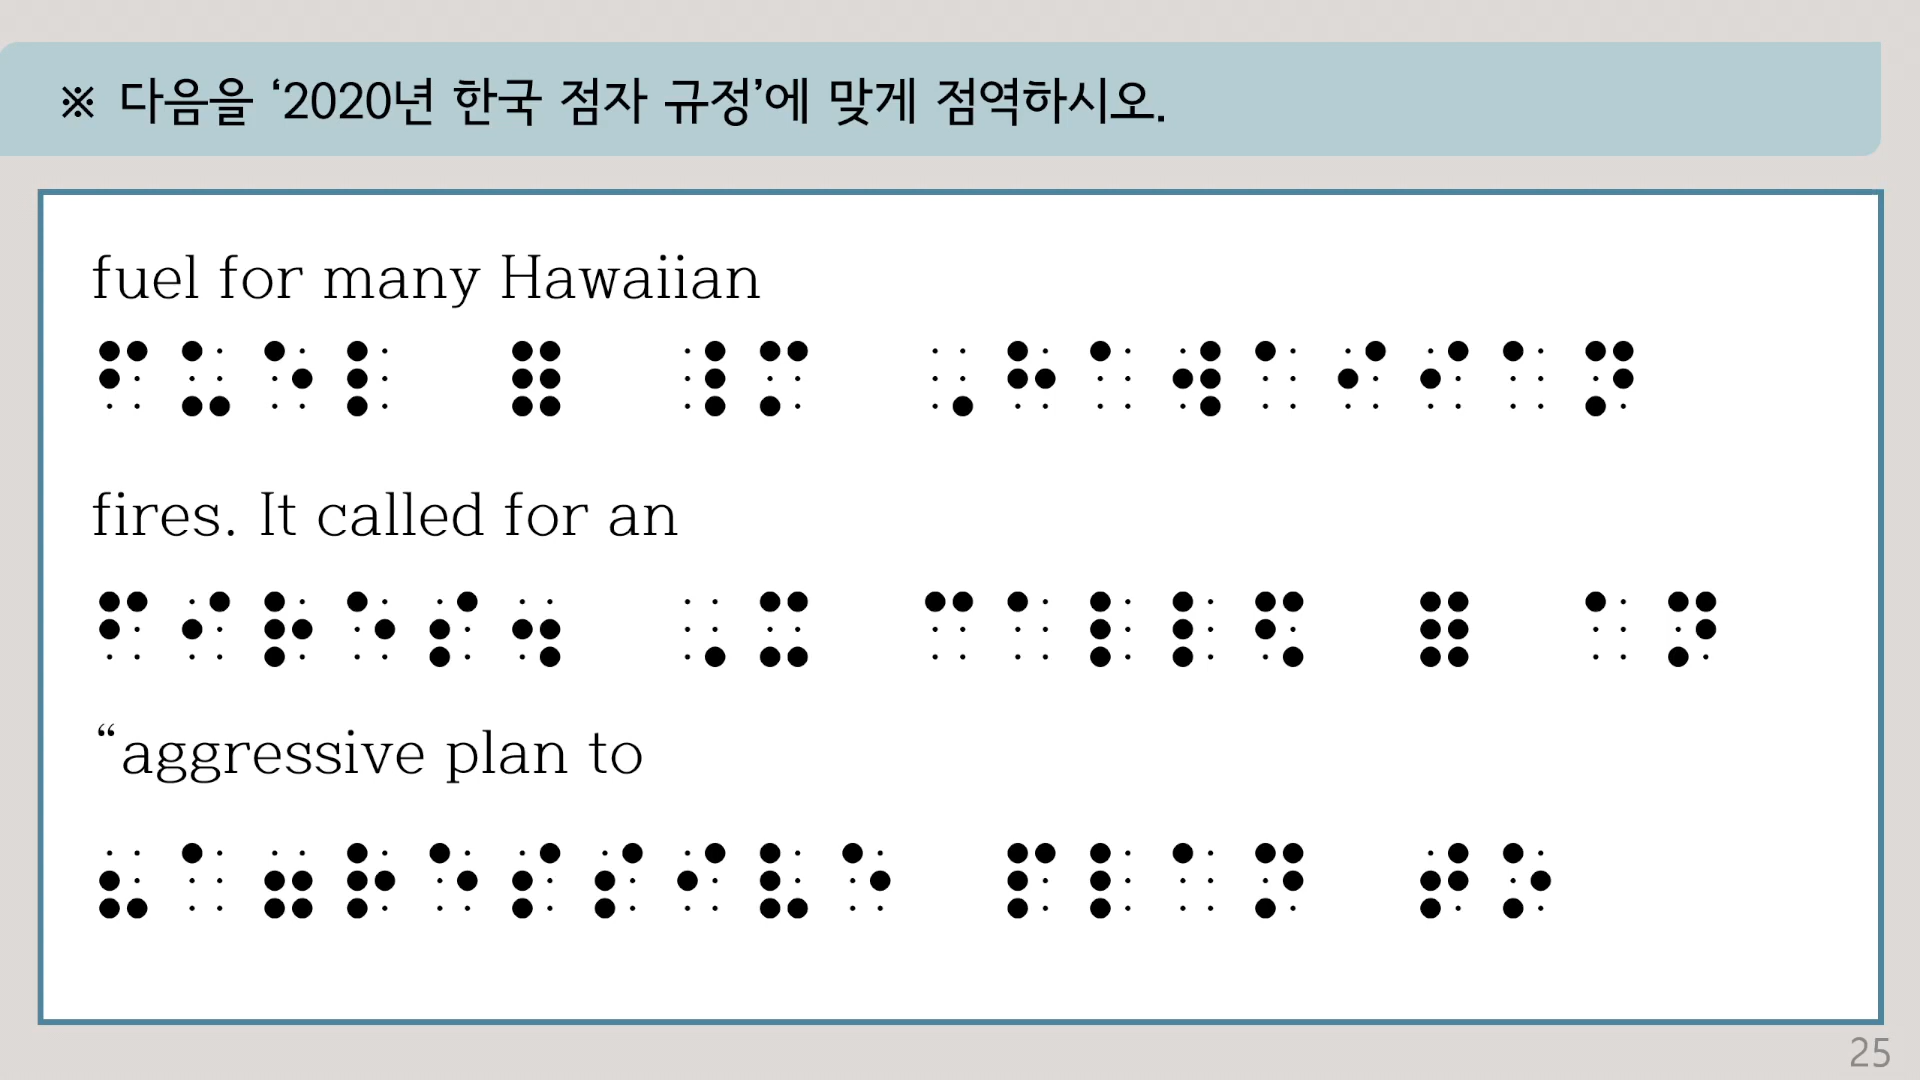 ※ 다음을 ‘2020년 한국 점자 규정’에 맞게 점역하시오.
fuel for many Hawaiian
⠋⠥⠑⠇ ⠿ ⠸⠍ ⠠⠓⠁⠺⠁⠊⠊⠁⠝
fires. It called for an
⠋⠊⠗⠑⠎⠲ ⠠⠭ ⠉⠁⠇⠇⠫ ⠿ ⠁⠝
“aggressive plan to
⠦⠁⠶⠗⠑⠎⠎⠊⠧⠑ ⠏⠇⠁⠝ ⠞⠕
25